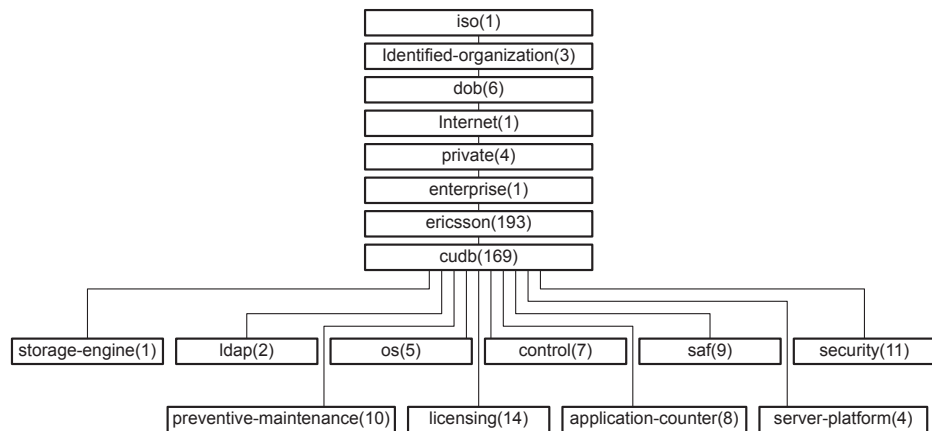 iso(1)
Identified-organization(3)
dob(6)
Internet(1)
private(4)
enterprise(1)
ericsson(193)
cudb(169)
storage-engine(1)
ldap(2)
os(5)
control(7)
saf(9)
security(11)
preventive-maintenance(10)
licensing(14)
application-counter(8)
server-platform(4)